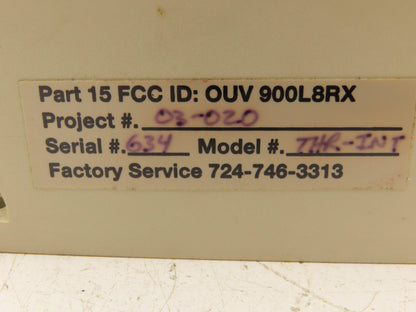 Part 15 FCC ID: OUV 900L8RX
Project #. 03-020
Serial #. 634 Model #. THR-INT
Factory Service 724-746-3313